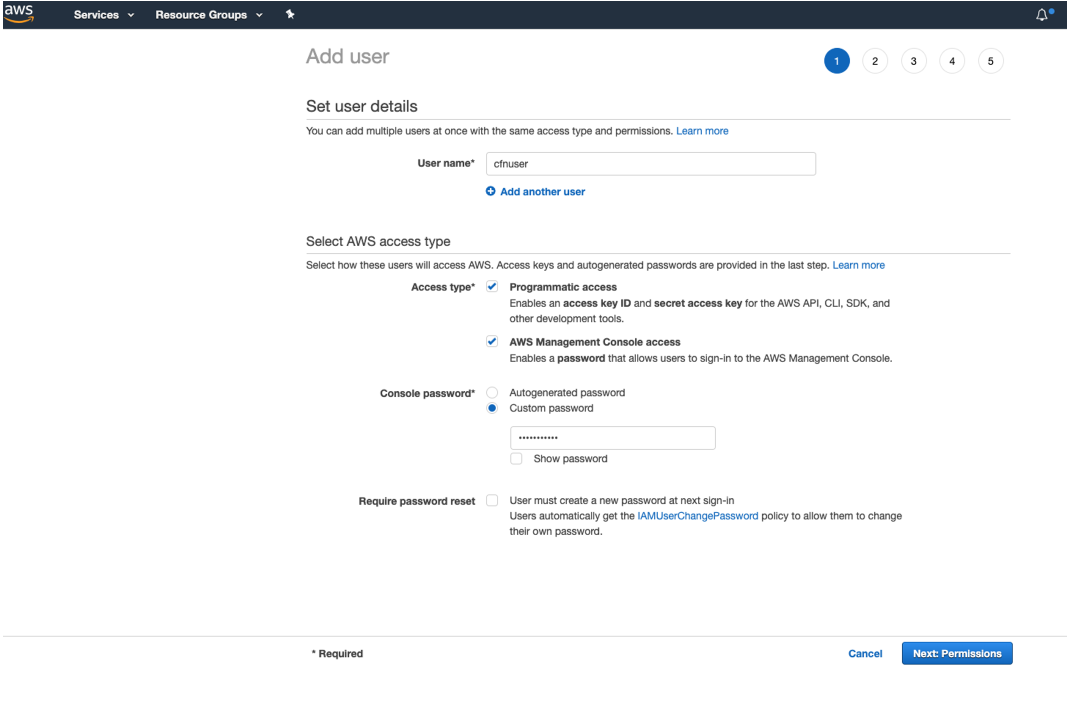 aws
Services Resource Groups
Add user
1 2 3 4 5
Set user details
You can add multiple users at once with the same access type and permissions. Learn more
User name* cfnuser
Add another user
Select AWS access type
Select how these users will access AWS. Access keys and autogenerated passwords are provided in the last step. Learn more
Access type* Programmatic access
Enables an access key ID and secret access key for the AWS API, CLI, SDK, and
other development tools.
AWS Management Console access
Enables a password that allows users to sign-in to the AWS Management Console.
Console password* Autogenerated password
Custom password
•••••••••••
Show password
Require password reset User must create a new password at next sign-in
Users automatically get the IAMUserChangePassword policy to allow them to change
their own password.
* Required Cancel Next: Permissions